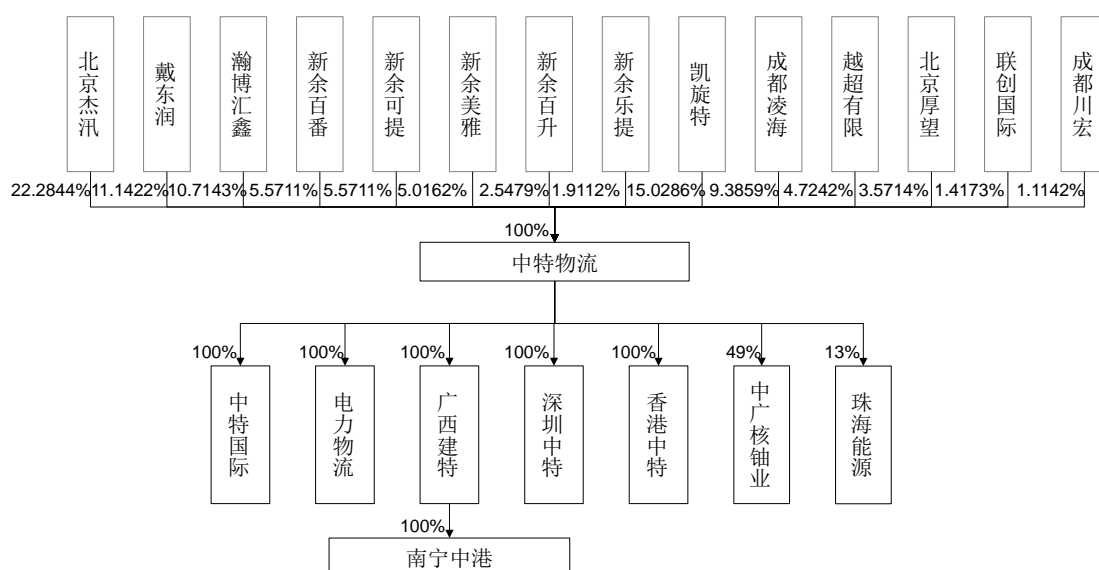 北京杰汛
戴东润
瀚博汇鑫
新余百番
新余可提
新余美雅
新余百升
新余乐提
凯旋特
成都凌海
越超有限
北京厚望
联创国际
成都川宏
22.2844%
11.1422%
10.7143%
5.5711%
5.5711%
5.0162%
2.5479%
1.9112%
15.0286%
9.3859%
4.7242%
3.5714%
1.4173%
1.1142%
100%
中特物流
100%
100%
100%
100%
100%
49%
13%
中特国际
电力物流
广西建特
深圳中特
香港中特
中广核铀业
珠海能源
100%
南宁中港